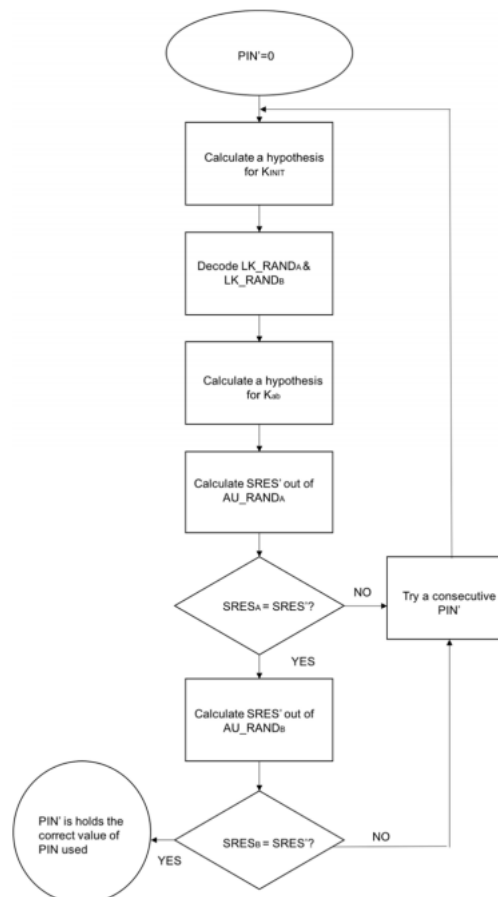 PIN'=0
Calculate a hypothesis
for KINIT
Decode LK_RANDA &
LK_RANDB
Calculate a hypothesis
for Kab
Calculate SRES' out of
AU_RANDA
SRESA = SRES'?
NO
Try a consecutive
PIN'
YES
Calculate SRES' out of
AU_RANDB
PIN' is holds the
correct value of
PIN used
YES
SRESB = SRES'?
NO